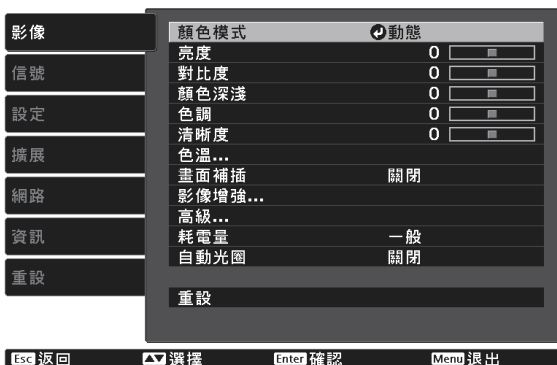 影像
信號
設定
擴展
網路
資訊
重設
顏色模式 動態
亮度 0
對比度 0
顏色深淺 0
色調 0
清晰度 0
色溫...
畫面補插 關閉
影像增強...
高級...
耗電量 一般
自動光圈 關閉
重設
Esc 返回 選擇 Enter 確認 Menu 退出